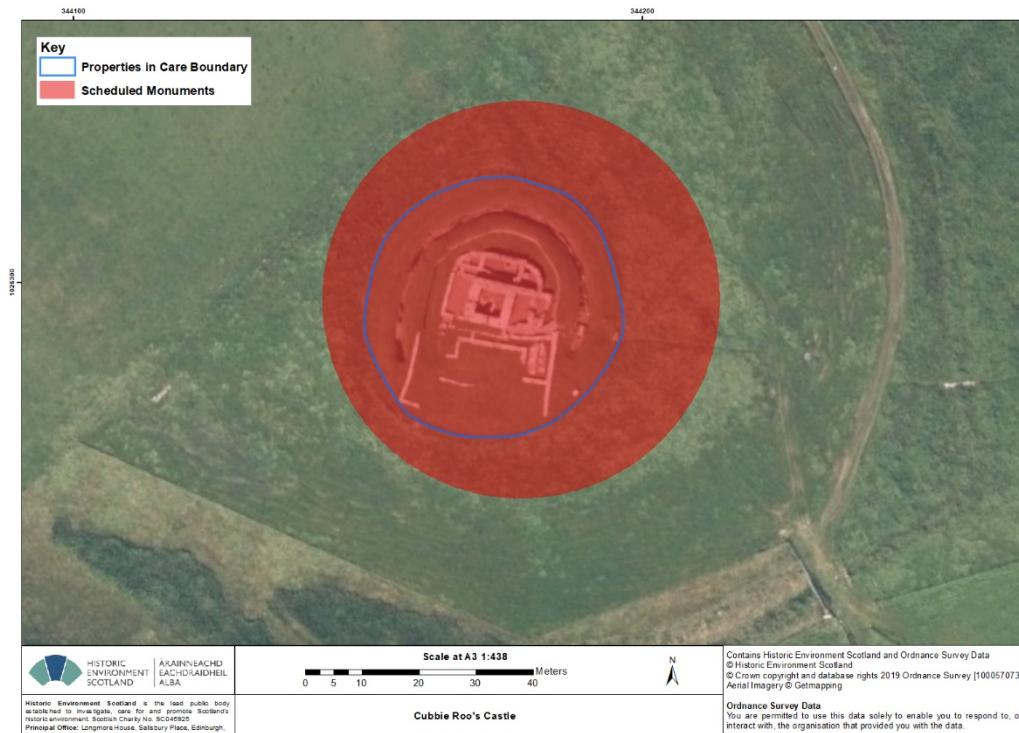 344100
344200
Key
Properties in Care Boundary
Scheduled Monuments
1026300
HISTORIC
ENVIRONMENT
SCOTLAND
ÀRAINNEACHD
EACHDRAIDHEIL
ALBA
Historic Environment Scotland is the lead public body
established to investigate, care for and promote Scotland's
historic environment. Scottish Charity No. SC045925
Principal Office: Longmore House, Salisbury Place, Edinburgh,
Scale at A3 1:438
Meters
0 5 10 20 30 40
Cubbie Roo's Castle
N
Contains Historic Environment Scotland and Ordnance Survey Data
© Historic Environment Scotland
© Crown copyright and database rights 2019 Ordnance Survey [100057073
Aerial Imagery © Getmapping
Ordnance Survey Data
You are permitted to use this data solely to enable you to respond to, o
interact with, the organisation that provided you with the data.